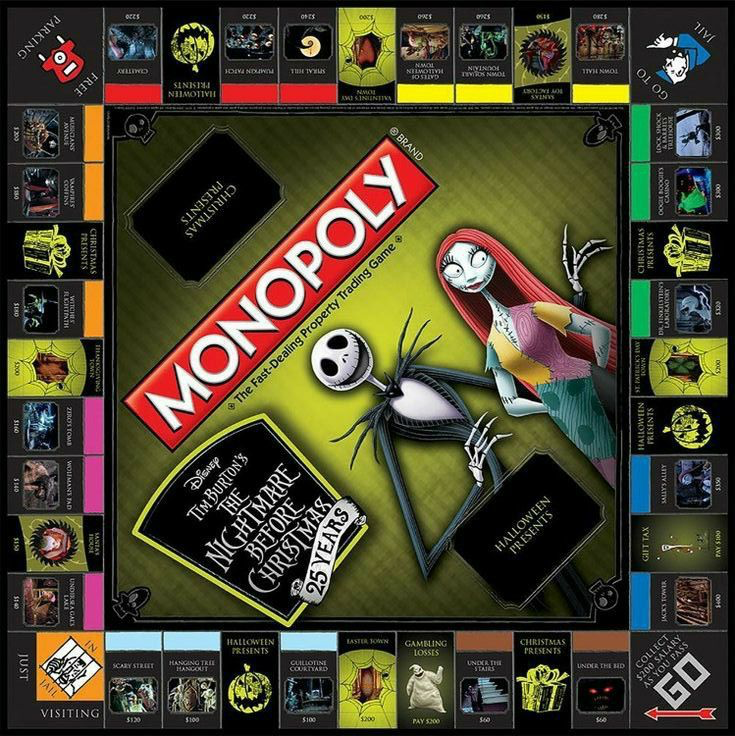 FREE
PARKING
$220
CEMETERY
HALLOWEEN
PRESENTS
$220
PUMPKIN PATCH
$240
SPIRAL HILL
$200
VALENTINE'S DAY
TOWN
$260
GATES OF
HALLOWEEN
TOWN
$260
TOWN SQUARE
FOUNTAIN
$150
SANTA'S
TOY FACTORY
$280
TOWN HALL
GO TO
JAIL
MUSICIANS'
AVENUE
$200
VAMPIRES'
COFFINS
$180
CHRISTMAS
PRESENTS
WITCHES'
FLIGHTPATH
$180
THANKSGIVING
TOWN
$200
ZERO'S TOMB
$160
WOLFMAN'S PAD
$140
SANTA'S
HOUSE
$150
UNDERSEA GAL'S
LAKE
$140
CHRISTMAS
PRESENTS
MONOPOLY
® BRAND
The Fast-Dealing Property Trading Game
DISNEY
TIM BURTON'S
THE
NIGHTMARE
BEFORE
CHRISTMAS
25 YEARS
HALLOWEEN
PRESENTS
LOCK, SHOCK
& BARREL'S
TREEHOUSE
$300
OOGIE BOOGIE'S
CASINO
$300
CHRISTMAS
PRESENTS
DR. FINKELSTEIN'S
LABORATORY
$320
ST. PATRICK'S DAY
TOWN
$200
HALLOWEEN
PRESENTS
SALLY'S ALLEY
$350
GIFT TAX
PAY $100
JACK'S TOWER
$400
IN
JAIL
JUST
VISITING
SCARY STREET
$120
HANGING TREE
HANGOUT
$100
HALLOWEEN
PRESENTS
GUILLOTINE
COURTYARD
$100
EASTER TOWN
$200
GAMBLING
LOSSES
PAY $200
UNDER THE
STAIRS
$60
CHRISTMAS
PRESENTS
UNDER THE BED
$60
COLLECT
$200 SALARY
AS YOU PASS
GO